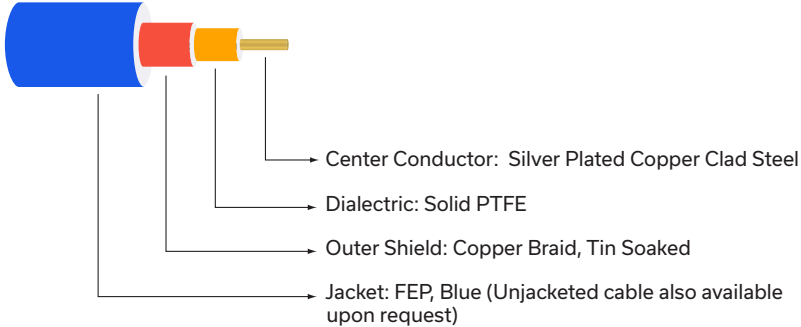 Center Conductor: Silver Plated Copper Clad Steel
Dialectric: Solid PTFE
Outer Shield: Copper Braid, Tin Soaked
Jacket: FEP, Blue (Unjacketed cable also available
upon request)